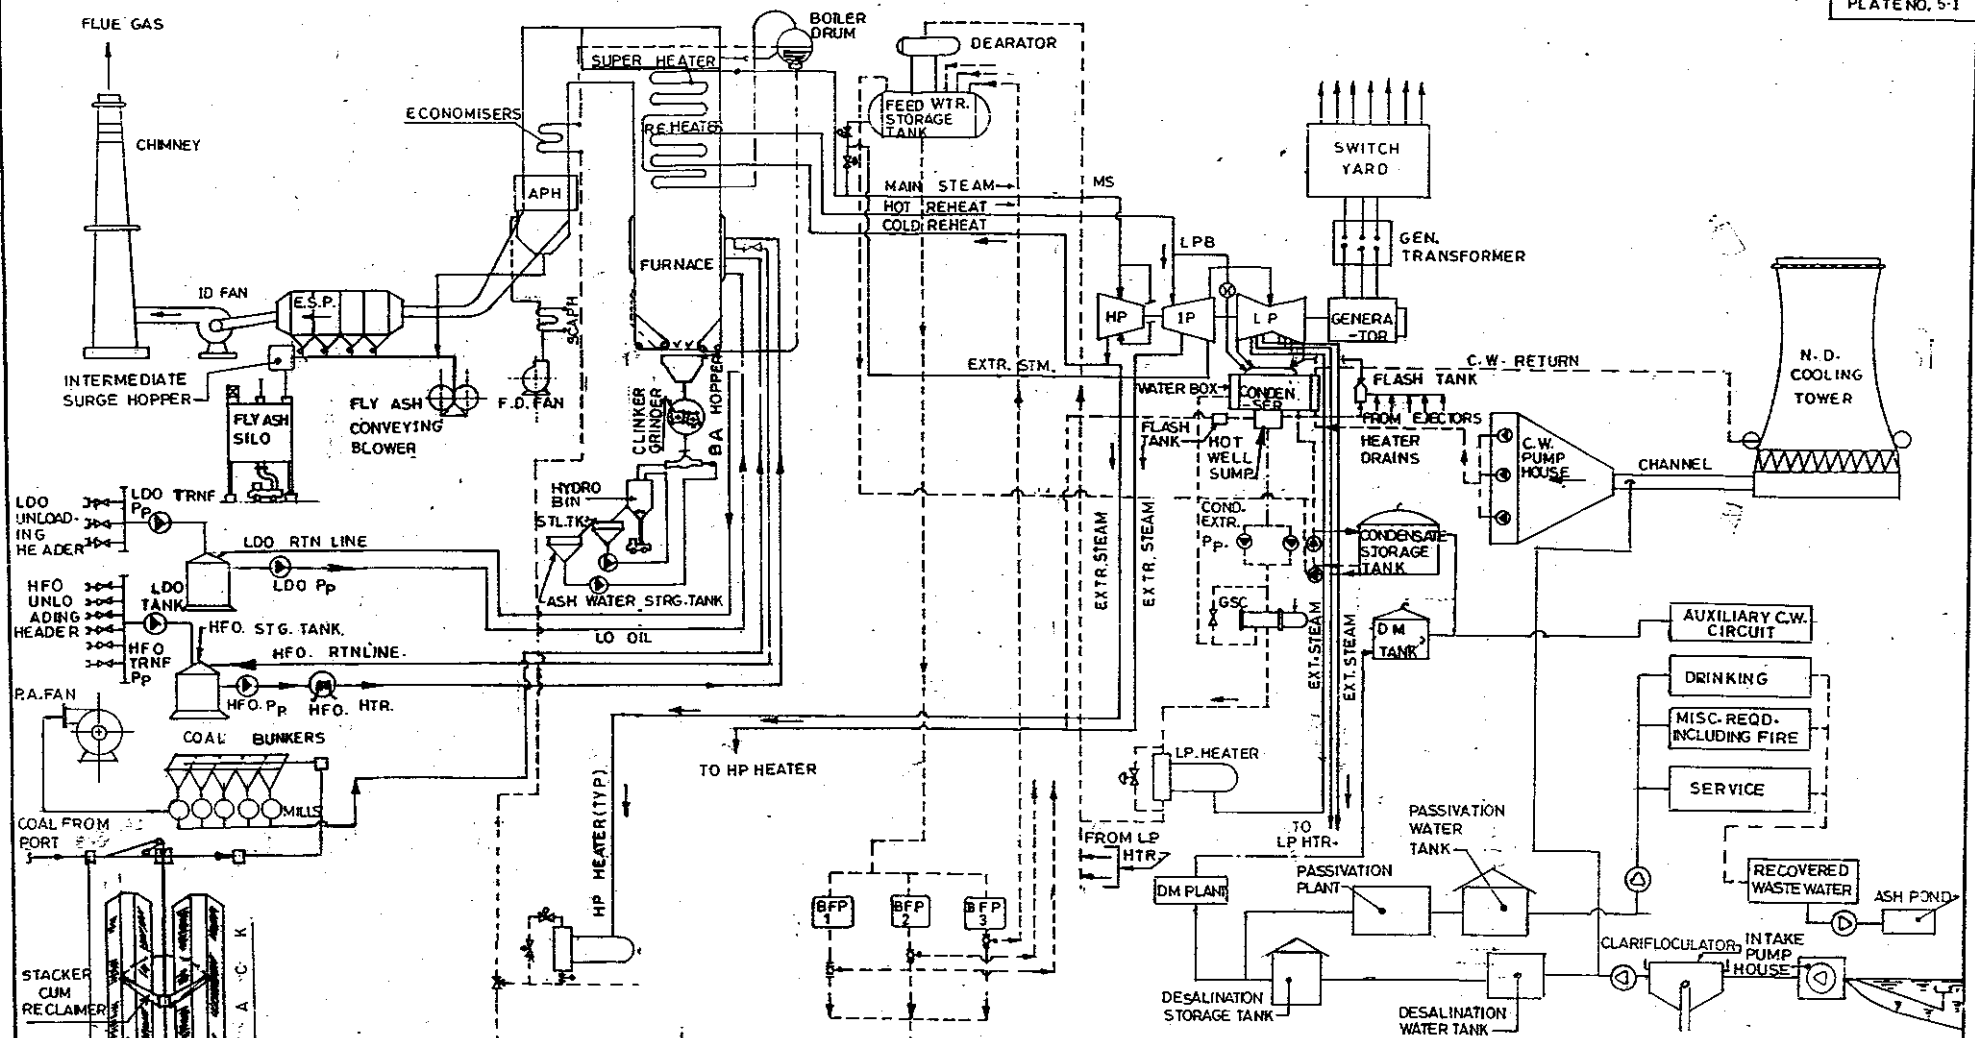 PLATE NO. 5-1
FLUE GAS
BOILER
DRUM
DEARATOR
SUPER HEATER
ECONOMISERS
FEED WTR.
STORAGE
TANK
RE.HEATER
CHIMNEY
SWITCH
YARD
APH
MAIN STEAM
MS
HOT REHEAT
COLD REHEAT
LPB
GEN.
TRANSFORMER
FURNACE
ID FAN
E.S.P.
SCAPH
HP
IP
LP
GENERA
-TOR
N.D.
COOLING
TOWER
C.W. RETURN
EXTR. STM.
INTERMEDIATE
SURGE HOPPER
WATER BOX
CONDEN
-SER
FLASH TANK
FROM EJECTORS
FLY ASH
SILO
FLY ASH
CONVEYING
BLOWER
F.D.FAN
CLINKER
GRINDER
BA HOPPER
FLASH
TANK
HOT
WELL
SUMP
HEATER
DRAINS
C.W.
PUMP
HOUSE
CHANNEL
LDO
UNLOAD-
ING
HEADER
LDO TRNF
Pp
HYDRO
BIN
STL.TK
COND.
EXTR.
Pp.
CONDENSATE
STORAGE
TANK
LDO RTN LINE
LDO Pp
LDO
TANK
ASH WATER STRG.TANK
EXTR.STEAM
EXTR. STEAM
GSC
HFO
UNLO
ADING
HEADER
HFO
TRNF
Pp
HFO. STG. TANK.
LO OIL
HFO. RTNLINE.
HFO. Pp
HFO. HTR.
DM
TANK
AUXILIARY C.W.
CIRCUIT
EXT.STEAM
EXT. STEAM
DRINKING
P.A.FAN
COAL BUNKERS
MISC. REQD.
INCLUDING FIRE
TO HP HEATER
LP.HEATER
SERVICE
MILLS
HP HEATER(TYP)
COAL FROM
PORT
FROM LP
HTR.
TO
LP HTR.
PASSIVATION
WATER
TANK
PASSIVATION
PLANT
DM PLANT
RECOVERED
WASTE WATER
ASH POND
BFP
1
BFP
2
BFP
3
CLARIFLOCULATOR
INTAKE
PUMP
HOUSE
STACKER
CUM
RECLAIMER
A C K
DESALINATION
STORAGE TANK
DESALINATION
WATER TANK